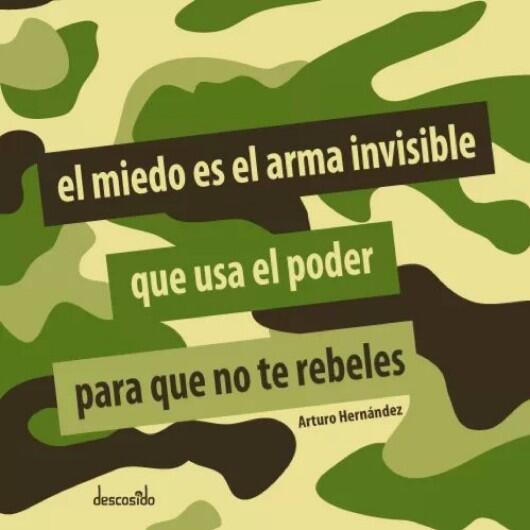 el miedo es el arma invisible
que usa el poder
para que no te rebeles
Arturo Hernández
descosido